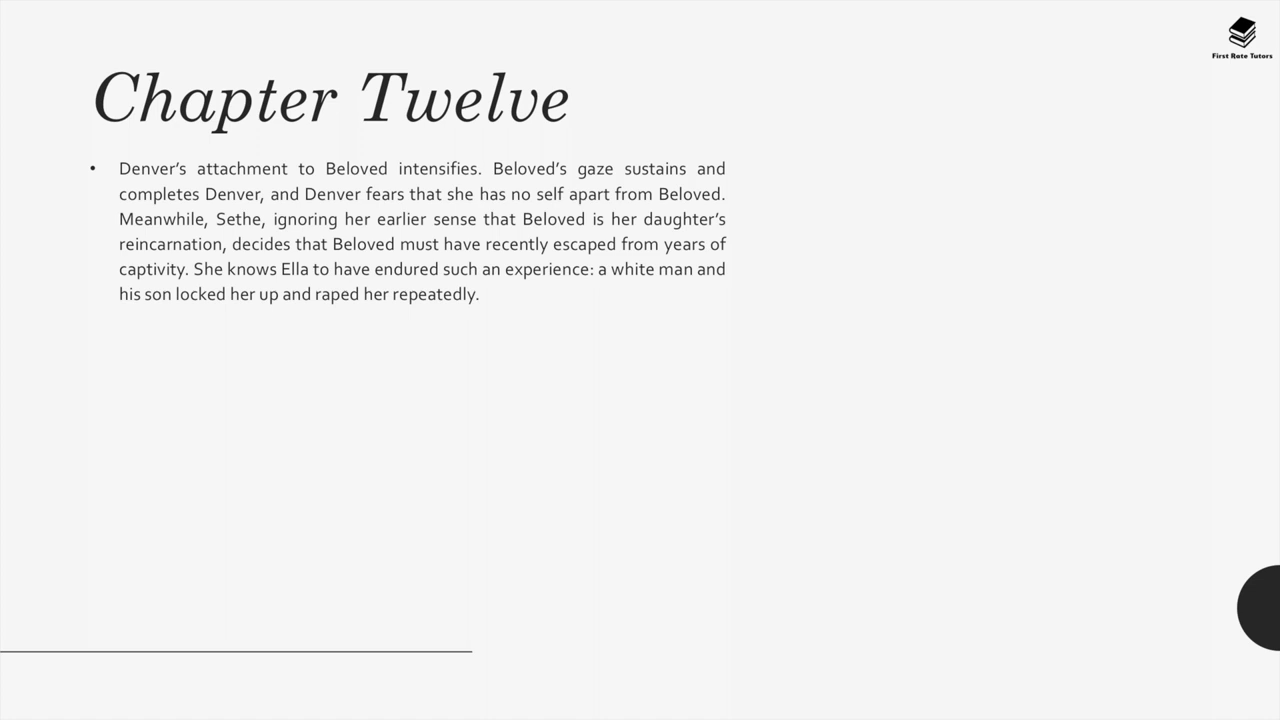 First Rate Tutors
Chapter Twelve
• Denver’s attachment to Beloved intensifies. Beloved’s gaze sustains and
completes Denver, and Denver fears that she has no self apart from Beloved.
Meanwhile, Sethe, ignoring her earlier sense that Beloved is her daughter’s
reincarnation, decides that Beloved must have recently escaped from years of
captivity. She knows Ella to have endured such an experience: a white man and
his son locked her up and raped her repeatedly.